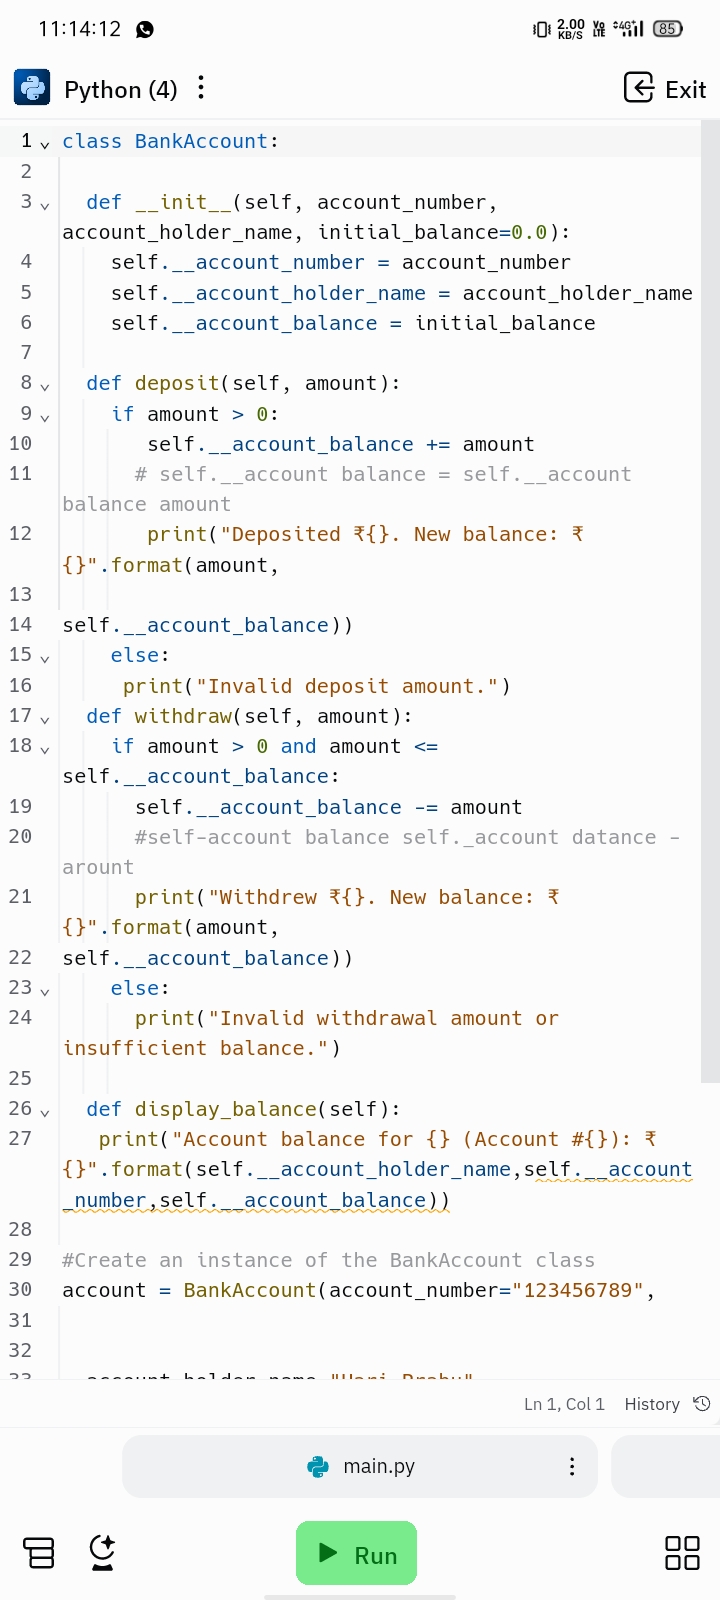 11:14:12 2.00 KB/S Vo LTE 4G 85
Python (4) Exit
1 class BankAccount:
2
3 def __init__(self, account_number,
account_holder_name, initial_balance=0.0):
4 self.__account_number = account_number
5 self.__account_holder_name = account_holder_name
6 self.__account_balance = initial_balance
7
8 def deposit(self, amount):
9 if amount > 0:
10 self.__account_balance += amount
11 # self.__account balance = self.__account
balance amount
12 print("Deposited ₹{}. New balance: ₹
{}".format(amount,
13
14 self.__account_balance))
15 else:
16 print("Invalid deposit amount.")
17 def withdraw(self, amount):
18 if amount > 0 and amount <=
self.__account_balance:
19 self.__account_balance -= amount
20 #self-account balance self._account datance -
arount
21 print("Withdrew ₹{}. New balance: ₹
{}".format(amount,
22 self.__account_balance))
23 else:
24 print("Invalid withdrawal amount or
insufficient balance.")
25
26 def display_balance(self):
27 print("Account balance for {} (Account #{}): ₹
{}".format(self.__account_holder_name,self.__account
_number,self.__account_balance))
28
29 #Create an instance of the BankAccount class
30 account = BankAccount(account_number="123456789",
31
32
33 account_holder_name="Hari Prabu"
Ln 1, Col 1 History
main.py
Run